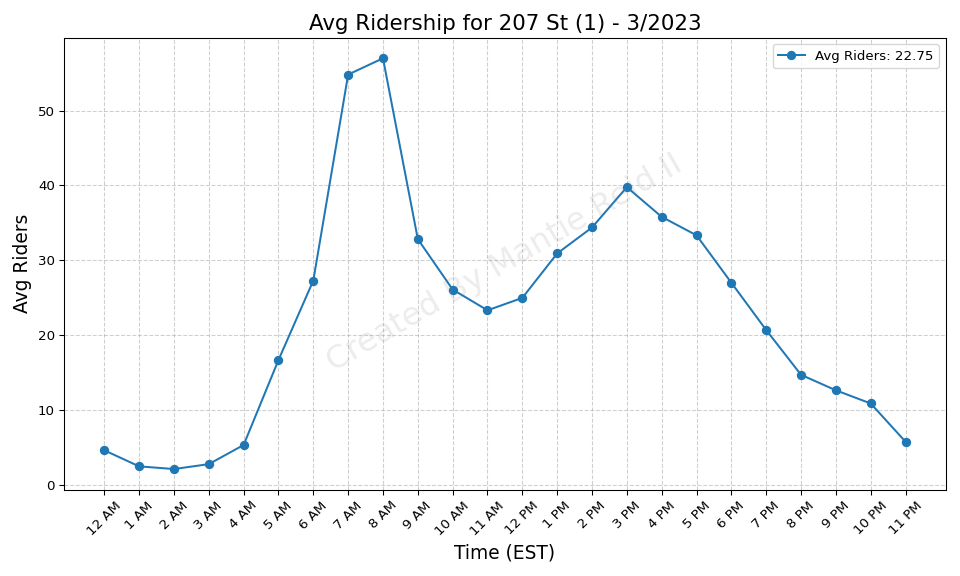 Avg Ridership for 207 St (1) - 3/2023
Avg Riders: 22.75
Avg Riders
50
40
30
20
10
0
Created By Mantle Bold II
12 AM
1 AM
2 AM
3 AM
4 AM
5 AM
6 AM
7 AM
8 AM
9 AM
10 AM
11 AM
12 PM
1 PM
2 PM
3 PM
4 PM
5 PM
6 PM
7 PM
8 PM
9 PM
10 PM
11 PM
Time (EST)